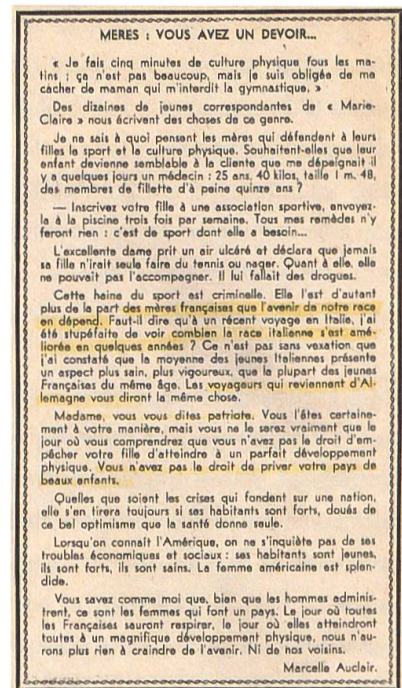 MERES : VOUS AVEZ UN DEVOIR...
« Je fais cinq minutes de culture physique tous les ma-
tins ; ça n'est pas beaucoup, mais je suis obligée de me
cacher de maman qui m'interdit la gymnastique. »
Des dizaines de jeunes correspondantes de « Marie-
Claire » nous écrivent des choses de ce genre.
Je ne sais à quoi pensent les mères qui défendent à leurs
filles le sport et la culture physique. Souhaitent-elles que leur
enfant devienne semblable à la cliente que me dépeignait il
y a quelques jours un médecin : 25 ans, 40 kilos, taille 1 m. 48,
des membres de fillette d'à peine quinze ans ?
— Inscrivez votre fille à une association sportive, envoyez-
la à la piscine trois fois par semaine. Tous mes remèdes n'y
feront rien : c'est de sport dont elle a besoin...
L'excellente dame prit un air ulcéré et déclara que jamais
sa fille n'irait seule faire du tennis ou nager. Quant à elle, elle
ne pouvait pas l'accompagner. Il lui fallait des drogues.
Cette haine du sport est criminelle. Elle l'est d'autant
plus de la part des mères françaises que l'avenir de notre race
en dépend. Faut-il dire qu'à un récent voyage en Italie, j'ai
été stupéfaite de voir combien la race italienne s'est amé-
liorée en quelques années ? Ce n'est pas sans vexation que
j'ai constaté que la moyenne des jeunes Italiennes présente
un aspect plus sain, plus vigoureux, que la plupart des jeunes
Françaises du même âge. Les voyageurs qui reviennent d'Al-
lemagne vous diront la même chose.
Madame, vous vous dites patriote. Vous l'êtes certaine-
ment à votre manière, mais vous ne le serez vraiment que le
jour où vous comprendrez que vous n'avez pas le droit d'em-
pêcher votre fille d'atteindre à un parfait développement
physique. Vous n'avez pas le droit de priver votre pays de
beaux enfants.
Quelles que soient les crises qui fondent sur une nation,
elle s'en tirera toujours si ses habitants sont forts, doués de
ce bel optimisme que la santé donne seule.
Lorsqu'on connaît l'Amérique, on ne s'inquiète pas de ses
troubles économiques et sociaux : ses habitants sont jeunes,
ils sont forts, ils sont sains. La femme américaine est splen-
dide.
Vous savez comme moi que, bien que les hommes adminis-
trent, ce sont les femmes qui font un pays. Le jour où toutes
les Françaises sauront respirer, le jour où elles atteindront
toutes à un magnifique développement physique, nous n'au-
rons plus rien à craindre de l'avenir. Ni de nos voisins.
Marcelle Auclair.